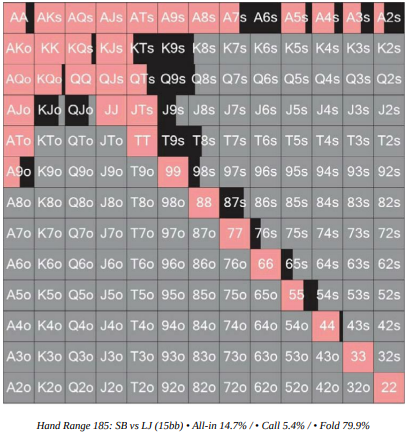 AA AKs AQs AJs ATs A9s A8s A7s A6s A5s A4s A3s A2s
AKo KK KQs KJs KTs K9s K8s K7s K6s K5s K4s K3s K2s
AQo KQo QQ QJs QTs Q9s Q8s Q7s Q6s Q5s Q4s Q3s Q2s
AJo KJo QJo JJ JTs J9s J8s J7s J6s J5s J4s J3s J2s
ATo KTo QTo JTo TT T9s T8s T7s T6s T5s T4s T3s T2s
A9o K9o Q9o J9o T9o 99 98s 97s 96s 95s 94s 93s 92s
A8o K8o Q8o J8o T8o 98o 88 87s 86s 85s 84s 83s 82s
A7o K7o Q7o J7o T7o 97o 87o 77 76s 75s 74s 73s 72s
A6o K6o Q6o J6o T6o 96o 86o 76o 66 65s 64s 63s 62s
A5o K5o Q5o J5o T5o 95o 85o 75o 65o 55 54s 53s 52s
A4o K4o Q4o J4o T4o 94o 84o 74o 64o 54o 44 43s 42s
A3o K3o Q3o J3o T3o 93o 83o 73o 63o 53o 43o 33 32s
A2o K2o Q2o J2o T2o 92o 82o 72o 62o 52o 42o 32o 22
Hand Range 185: SB vs LJ (15bb) • All-in 14.7% / • Call 5.4% / • Fold 79.9%